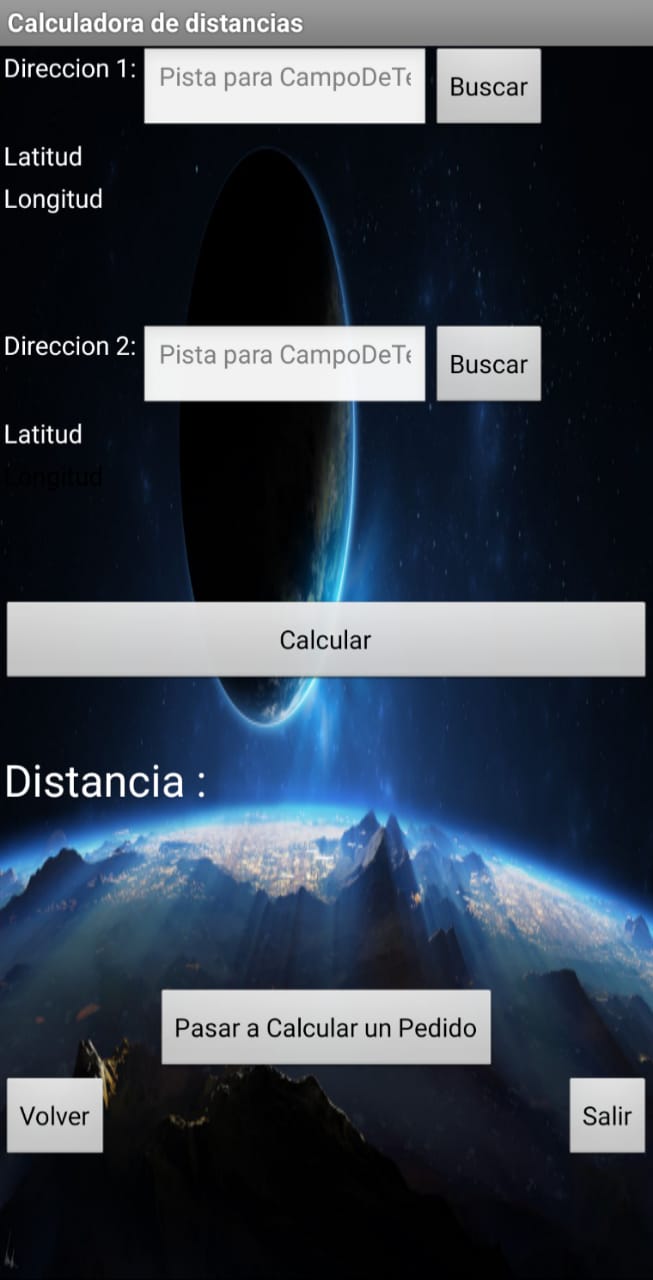 Calculadora de distancias
Direccion 1: Pista para CampoDeTe Buscar
Latitud
Longitud
Direccion 2: Pista para CampoDeTe Buscar
Latitud
Longitud
Calcular
Distancia :
Pasar a Calcular un Pedido
Volver Salir